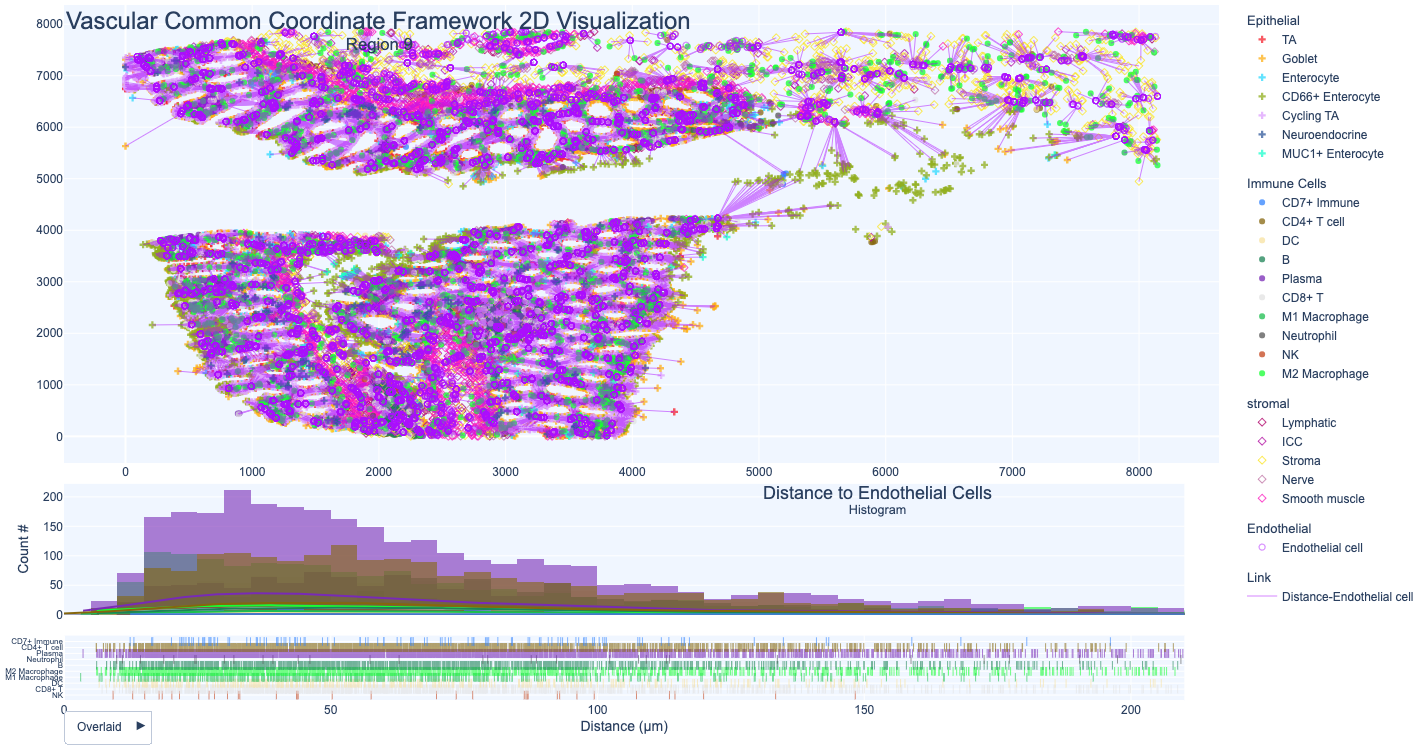 Vascular Common Coordinate Framework 2D Visualization
Region 9
8000
7000
6000
5000
4000
3000
2000
1000
0
0 1000 2000 3000 4000 5000 6000 7000 8000
Epithelial
TA
Goblet
Enterocyte
CD66+ Enterocyte
Cycling TA
Neuroendocrine
MUC1+ Enterocyte
Immune Cells
CD7+ Immune
CD4+ T cell
DC
B
Plasma
CD8+ T
M1 Macrophage
Neutrophil
NK
M2 Macrophage
stromal
Lymphatic
ICC
Stroma
Nerve
Smooth muscle
Endothelial
Endothelial cell
Link
Distance-Endothelial cell
Distance to Endothelial Cells
Histogram
Count #
200
150
100
50
0
CD7+ Immune
CD4+ T cell
Plasma
Neutrophil
B
M2 Macrophage
M1 Macrophage
DC
CD8+ T
NK
0 50 100 150 200
Distance (µm)
Overlaid ▶